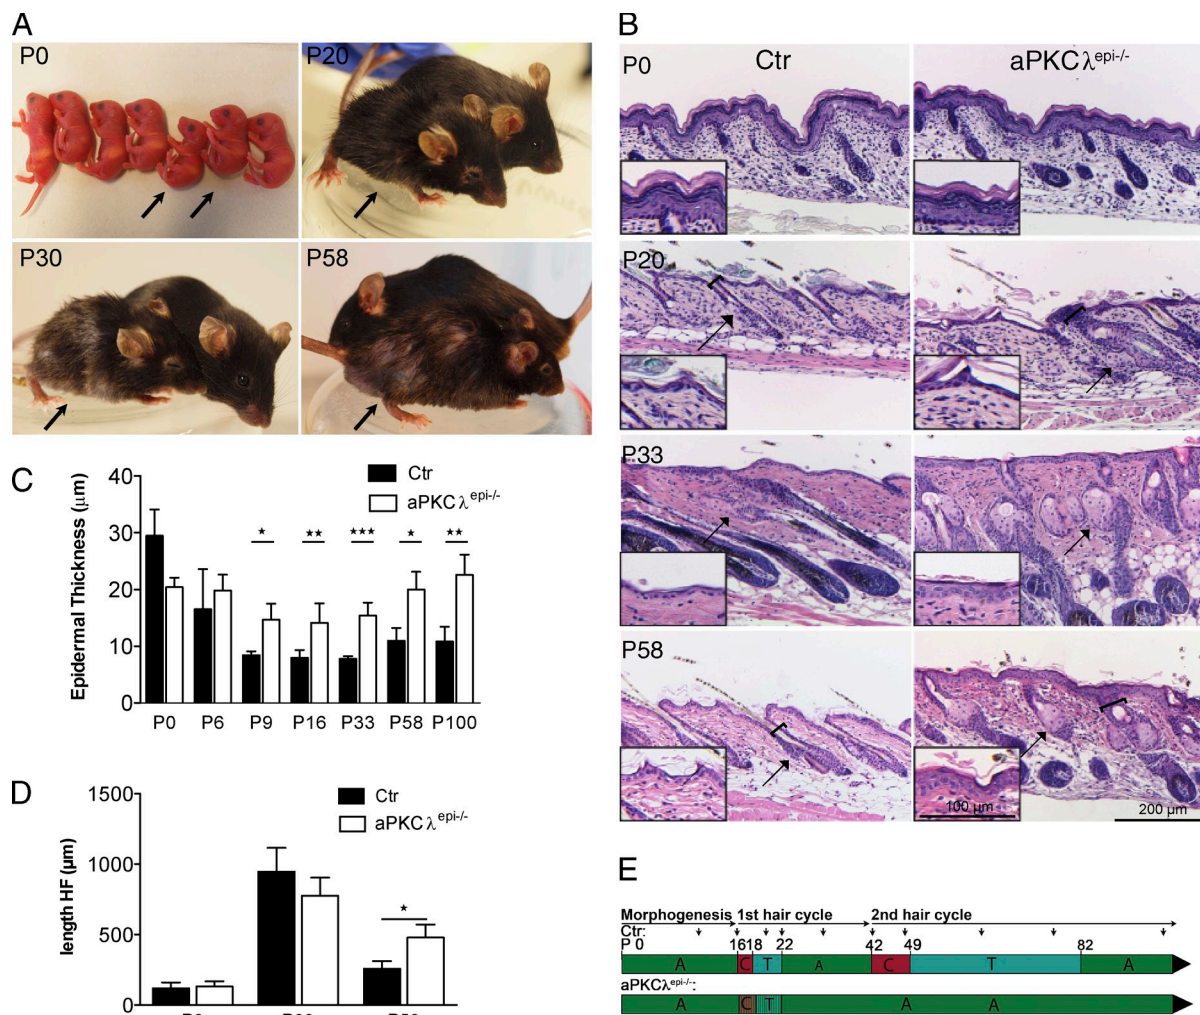 A
P0
P20
P30
P58
B
Ctr
aPKCλepi-/-
P0
P20
P33
P58
100 µm
200 µm
C
Epidermal Thickness (µm)
40
30
20
10
0
Ctr
aPKCλepi-/-
★
★★
★★★
★
★★
P0 P6 P9 P16 P33 P58 P100
D
length HF (µm)
1500
1000
500
0
Ctr
aPKCλepi-/-
★
E
Morphogenesis 1st hair cycle 2nd hair cycle
Ctr:
P 0 16 18 22 42 49 82
A C T A C T A
aPKCλepi-/-:
A C T A A